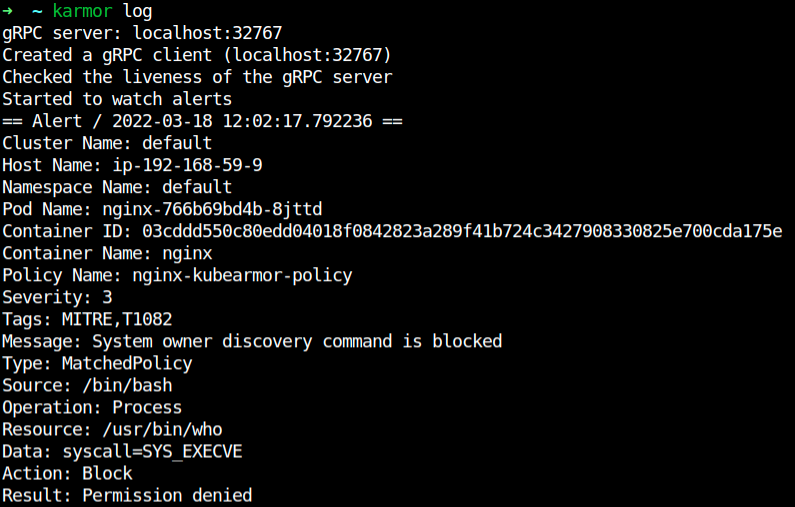 ➜ ~ karmor log
gRPC server: localhost:32767
Created a gRPC client (localhost:32767)
Checked the liveness of the gRPC server
Started to watch alerts
== Alert / 2022-03-18 12:02:17.792236 ==
Cluster Name: default
Host Name: ip-192-168-59-9
Namespace Name: default
Pod Name: nginx-766b69bd4b-8jttd
Container ID: 03cddd550c80edd04018f0842823a289f41b724c3427908330825e700cda175e
Container Name: nginx
Policy Name: nginx-kubearmor-policy
Severity: 3
Tags: MITRE,T1082
Message: System owner discovery command is blocked
Type: MatchedPolicy
Source: /bin/bash
Operation: Process
Resource: /usr/bin/who
Data: syscall=SYS_EXECVE
Action: Block
Result: Permission denied